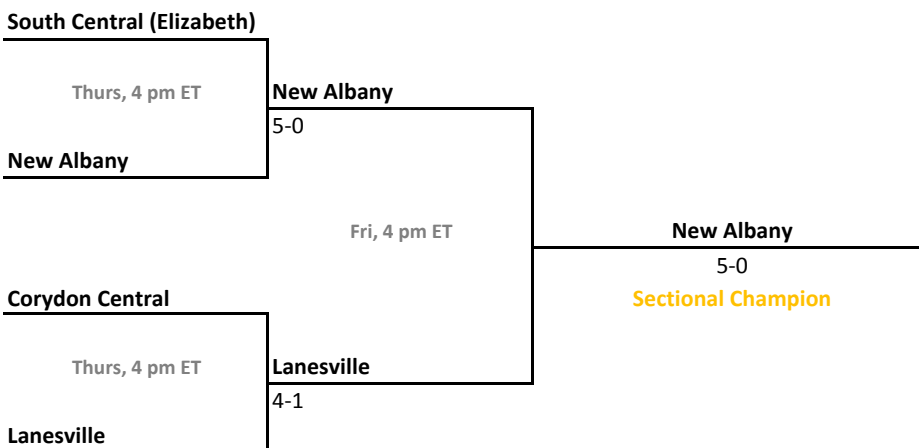 South Central (Elizabeth)
Thurs, 4 pm ET
New Albany
5-0
New Albany
Fri, 4 pm ET
New Albany
5-0
Sectional Champion
Corydon Central
Thurs, 4 pm ET
Lanesville
4-1
Lanesville